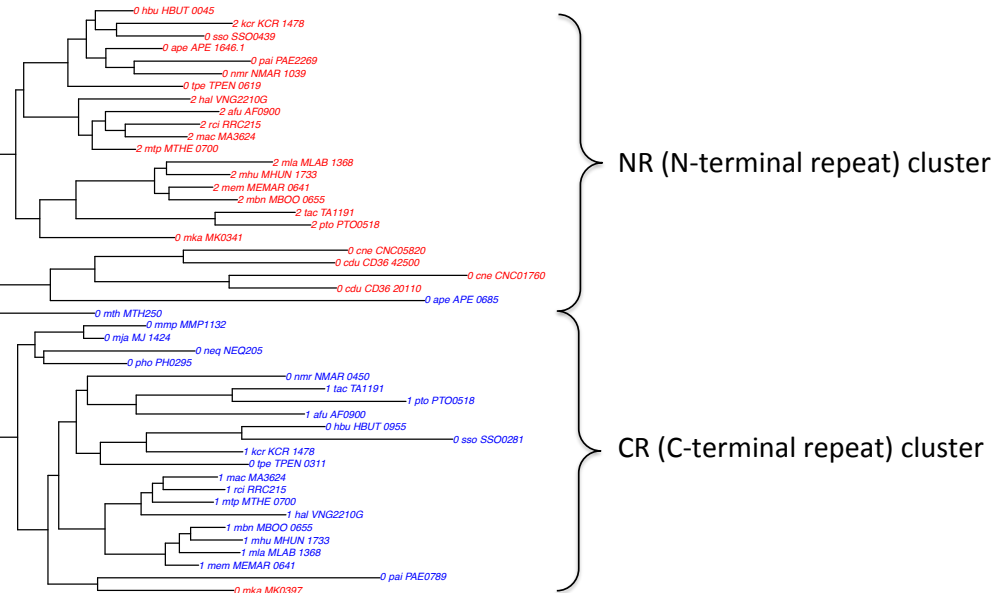 0 hbu HBUT 0045
2 kcr KCR 1478
0 sso SSO0439
0 ape APE 1646.1
0 pai PAE2269
0 nmr NMAR 1039
0 tpe TPEN 0619
2 hal VNG2210G
2 afu AF0900
2 rci RRC215
2 mac MA3624
2 mtp MTHE 0700
2 mla MLAB 1368
NR (N-terminal repeat) cluster
2 mhu MHUN 1733
2 mem MEMAR 0641
2 mbn MBOO 0655
2 tac TA1191
2 pto PTO0518
0 mka MK0341
0 cne CNC05820
0 cdu CD36 42500
0 cne CNC01760
0 cdu CD36 20110
0 ape APE 0685
0 mth MTH250
0 mmp MMP1132
0 mja MJ 1424
0 neq NEQ205
0 pho PH0295
0 nmr NMAR 0450
1 tac TA1191
1 pto PTO0518
1 afu AF0900
0 hbu HBUT 0955
0 sso SSO0281
CR (C-terminal repeat) cluster
1 kcr KCR 1478
0 tpe TPEN 0311
1 mac MA3624
1 rci RRC215
1 mtp MTHE 0700
1 hal VNG2210G
1 mbn MBOO 0655
1 mhu MHUN 1733
1 mla MLAB 1368
1 mem MEMAR 0641
0 pai PAE0789
0 mka MK0397